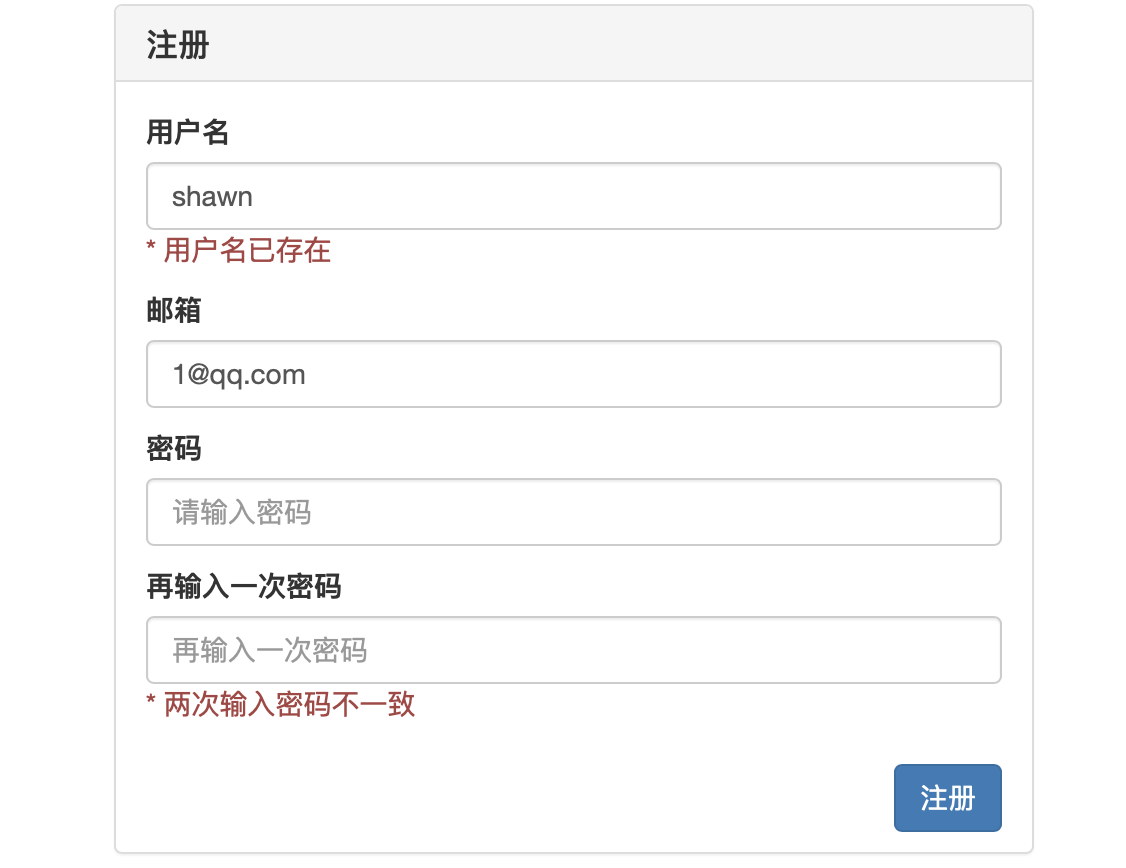 注册
用户名
shawn
* 用户名已存在
邮箱
1@qq.com
密码
请输入密码
再输入一次密码
再输入一次密码
* 两次输入密码不一致
注册